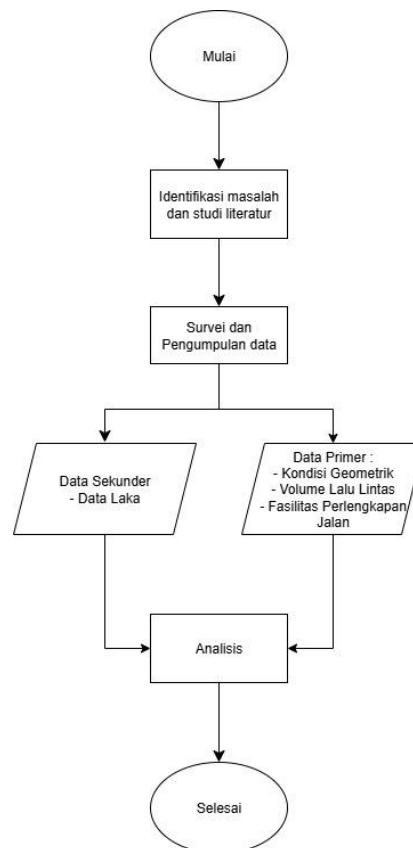 Mulai
Identifikasi masalah
dan studi literatur
Survei dan
Pengumpulan data
Data Sekunder
- Data Laka
Data Primer :
- Kondisi Geometrik
- Volume Lalu Lintas
- Fasilitas Perlengkapan
Jalan
Analisis
Selesai